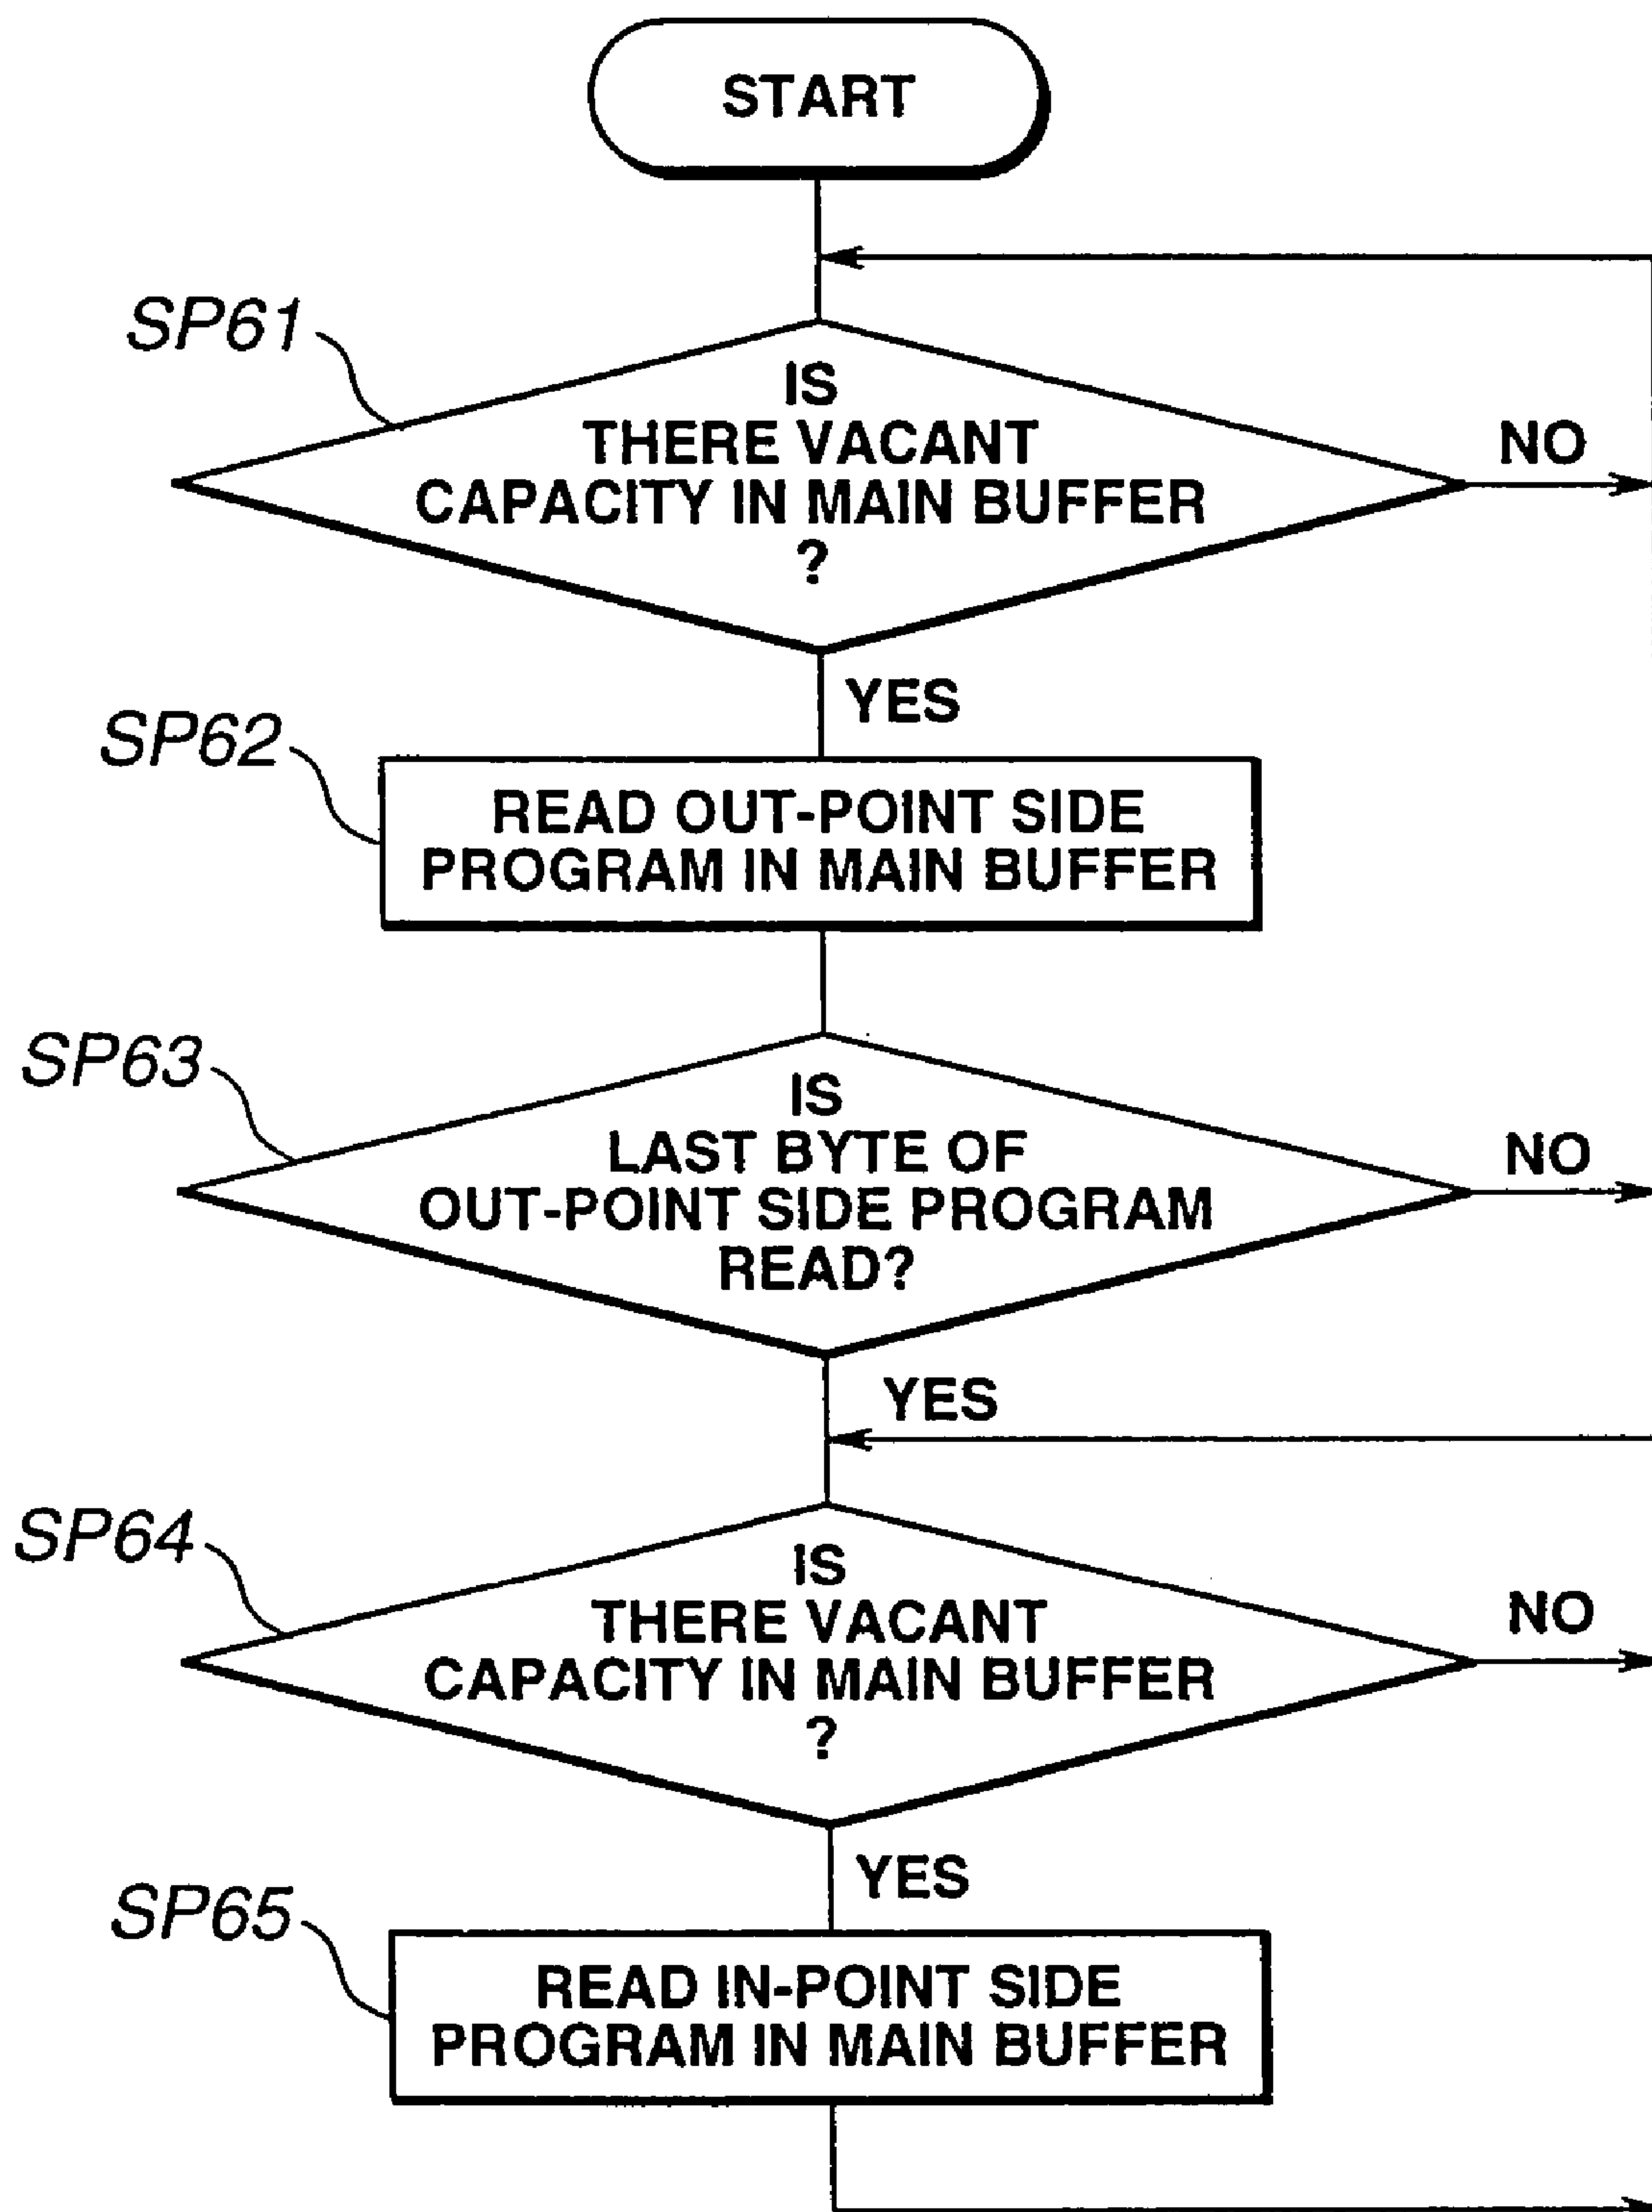 START
SP61
IS
THERE VACANT
CAPACITY IN MAIN BUFFER
?
NO
YES
SP62
READ OUT-POINT SIDE
PROGRAM IN MAIN BUFFER
SP63
IS
LAST BYTE OF
OUT-POINT SIDE PROGRAM
READ?
NO
YES
SP64
IS
THERE VACANT
CAPACITY IN MAIN BUFFER
?
NO
YES
SP65
READ IN-POINT SIDE
PROGRAM IN MAIN BUFFER